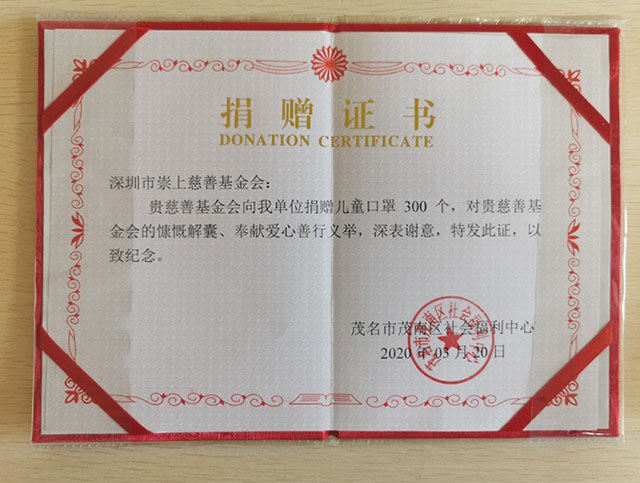 捐赠证书
DONATION CERTIFICATE
深圳市崇上慈善基金会：
贵慈善基金会向我单位捐赠儿童口罩 300 个，对贵慈善基
金会的慷慨解囊、奉献爱心善行义举，深表谢意，特发此证，以
致纪念。
茂名市茂南区社会福利中心
2020 年 03 月 20 日